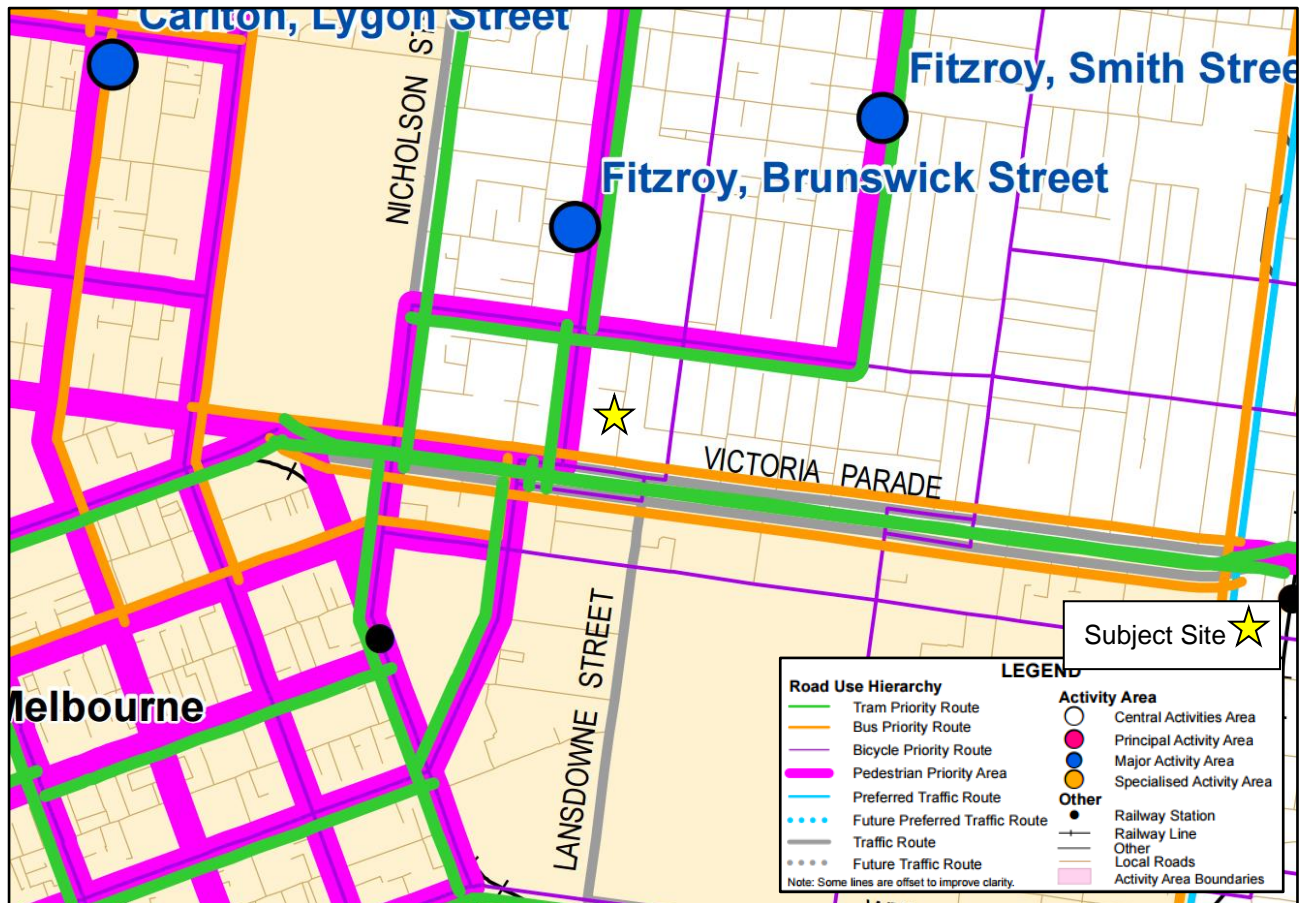 Carlton, Lygon Street
Fitzroy, Smith Stree
NICHOLSON ST
Fitzroy, Brunswick Street
VICTORIA PARADE
LANSDOWNE STREET
Melbourne
Subject Site
LEGEND
Road Use Hierarchy
Tram Priority Route
Bus Priority Route
Bicycle Priority Route
Pedestrian Priority Area
Preferred Traffic Route
Future Preferred Traffic Route
Traffic Route
Future Traffic Route
Note: Some lines are offset to improve clarity.
Activity Area
Central Activities Area
Principal Activity Area
Major Activity Area
Specialised Activity Area
Other
Railway Station
Railway Line
Other
Local Roads
Activity Area Boundaries